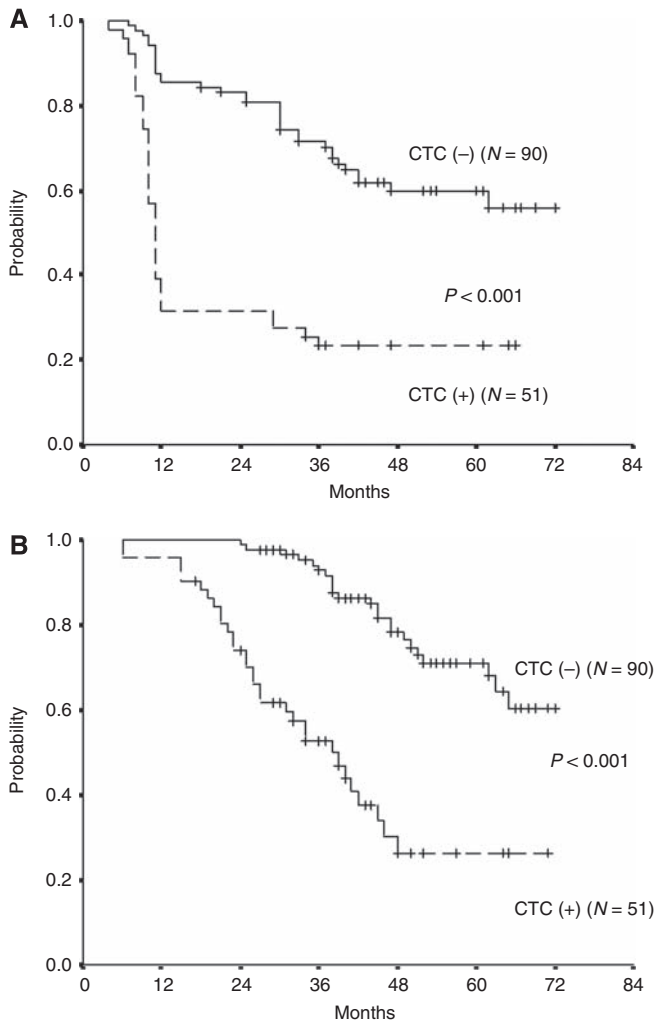 A
1.0
0.8
0.6
0.4
0.2
0.0
Probability
CTC (–) (N = 90)
P < 0.001
CTC (+) (N = 51)
0 12 24 36 48 60 72 84
Months
B
1.0
0.8
0.6
0.4
0.2
0.0
Probability
CTC (–) (N = 90)
P < 0.001
CTC (+) (N = 51)
0 12 24 36 48 60 72 84
Months